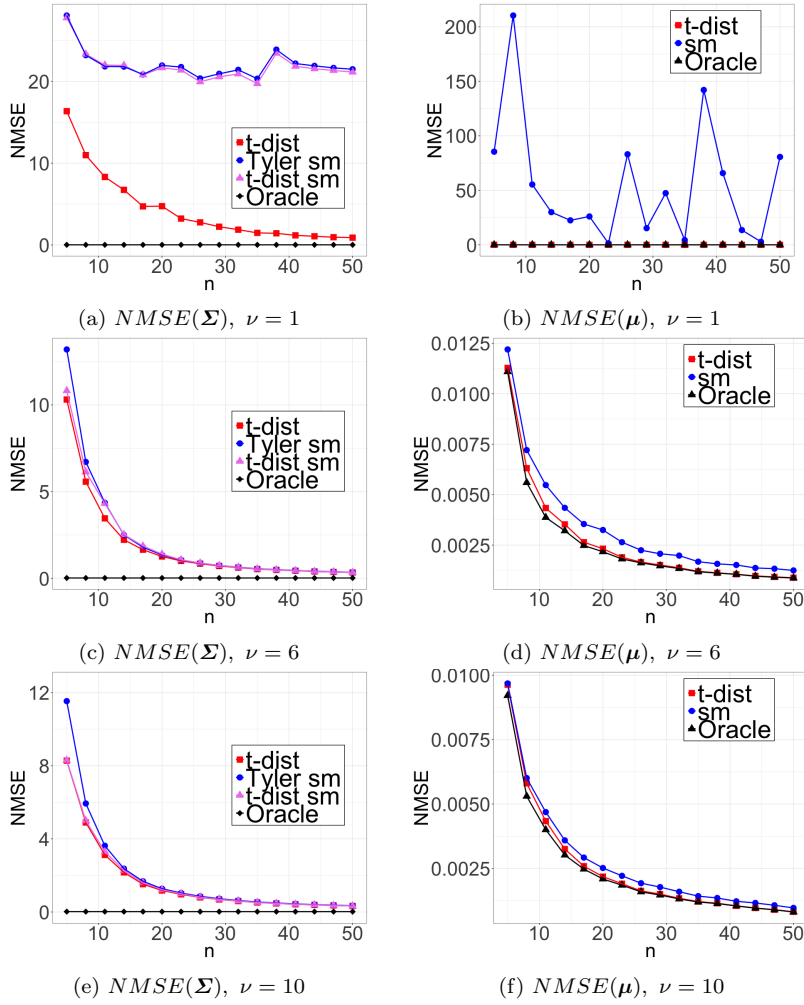 NMSE
20
10
0
t-dist
Tyler sm
t-dist sm
Oracle
10 20 30 40 50
n
(a) NMSE(Σ), ν = 1
NMSE
200
150
100
50
0
t-dist
sm
Oracle
10 20 30 40 50
n
(b) NMSE(μ), ν = 1
NMSE
10
5
0
t-dist
Tyler sm
t-dist sm
Oracle
10 20 30 40 50
n
(c) NMSE(Σ), ν = 6
NMSE
0.0125
0.0100
0.0075
0.0050
0.0025
t-dist
sm
Oracle
10 20 30 40 50
n
(d) NMSE(μ), ν = 6
NMSE
12
8
4
0
t-dist
Tyler sm
t-dist sm
Oracle
10 20 30 40 50
n
(e) NMSE(Σ), ν = 10
NMSE
0.0100
0.0075
0.0050
0.0025
t-dist
sm
Oracle
10 20 30 40 50
n
(f) NMSE(μ), ν = 10